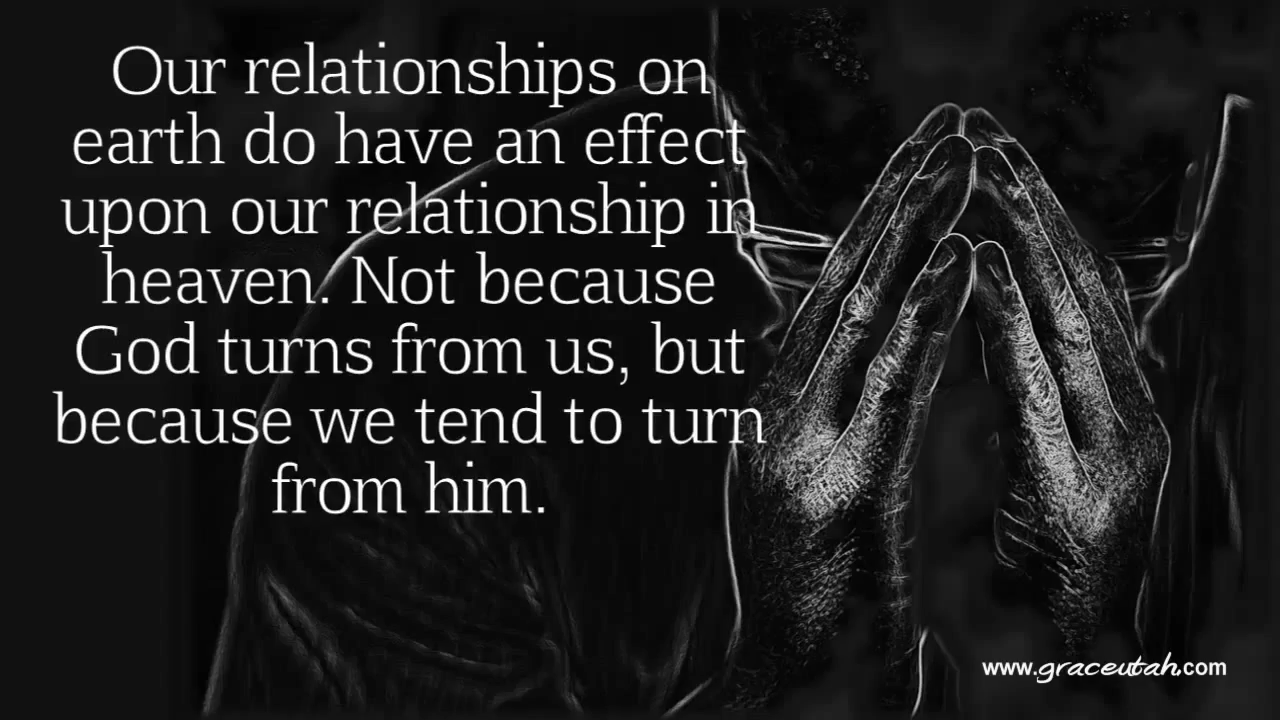 Our relationships on
earth do have an effect
upon our relationship in
heaven. Not because
God turns from us, but
because we tend to turn
from him.
www.graceutah.com